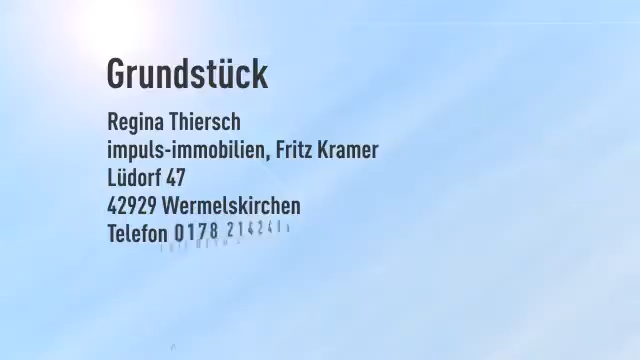 Grundstück
Regina Thiersch
impuls-immobilien, Fritz Kramer
Lüdorf 47
42929 Wermelskirchen
Telefon 0178